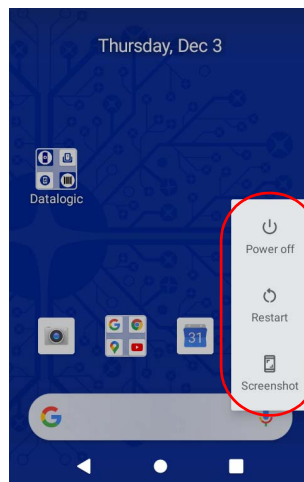 Thursday, Dec 3
Datalogic
Power off
31
Restart
Screenshot